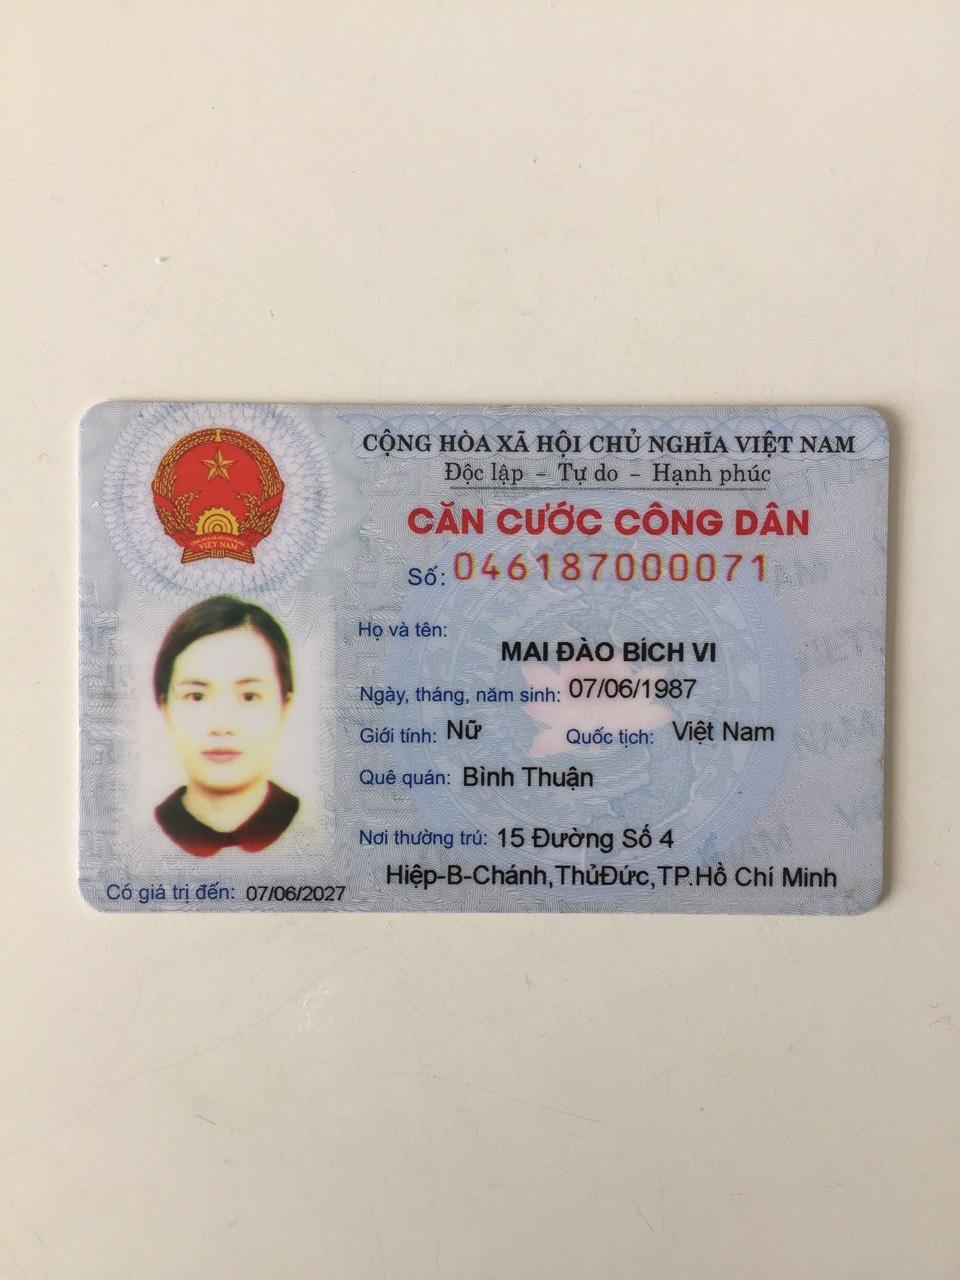 CỘNG HÒA XÃ HỘI CHỦ NGHĨA VIỆT NAM
Độc lập – Tự do – Hạnh phúc
CĂN CƯỚC CÔNG DÂN
Số: 046187000071
Họ và tên:
MAI ĐÀO BÍCH VI
Ngày, tháng, năm sinh: 07/06/1987
Giới tính: Nữ Quốc tịch: Việt Nam
Quê quán: Bình Thuận
Nơi thường trú: 15 Đường Số 4
Hiệp-B-Chánh,ThủĐức,TP.Hồ Chí Minh
Có giá trị đến: 07/06/2027
VIỆT NAM